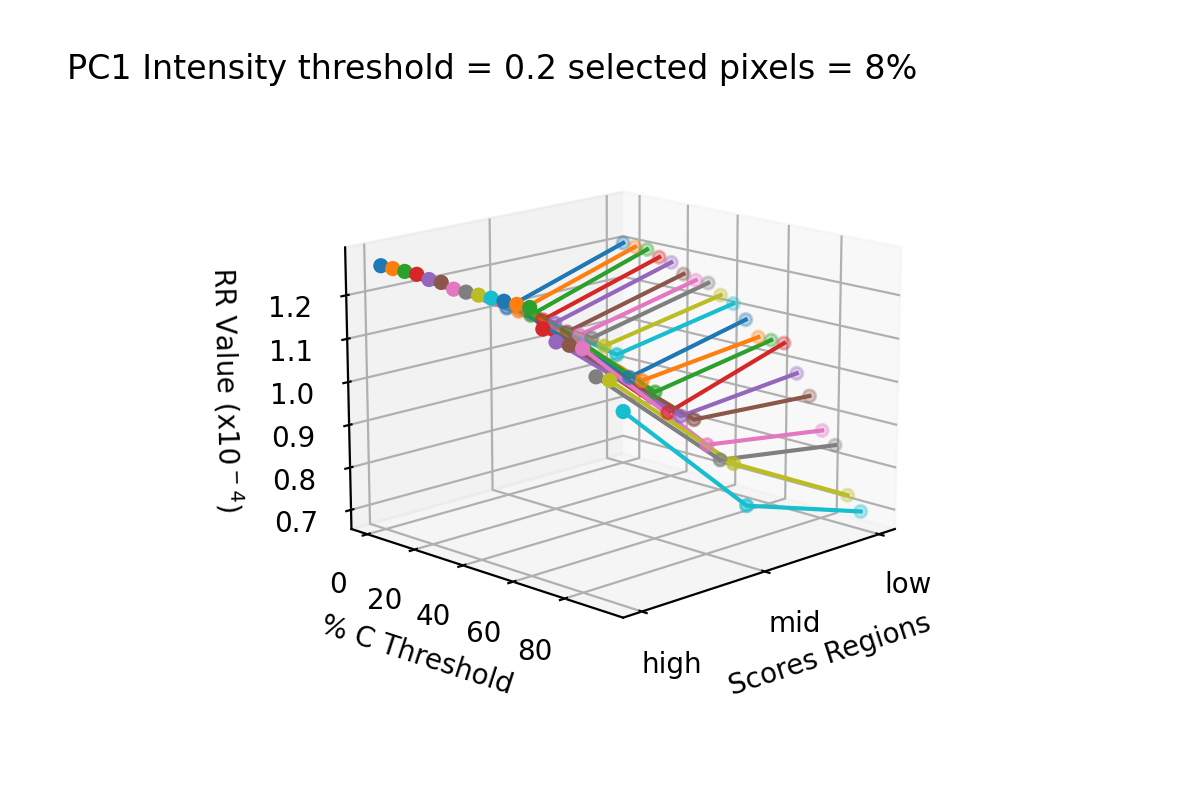 PC1 Intensity threshold = 0.2 selected pixels = 8%
RR Value (x10⁻⁴)
1.2
1.1
1.0
0.9
0.8
0.7
0
20
40
60
80
% C Threshold
high
mid
low
Scores Regions